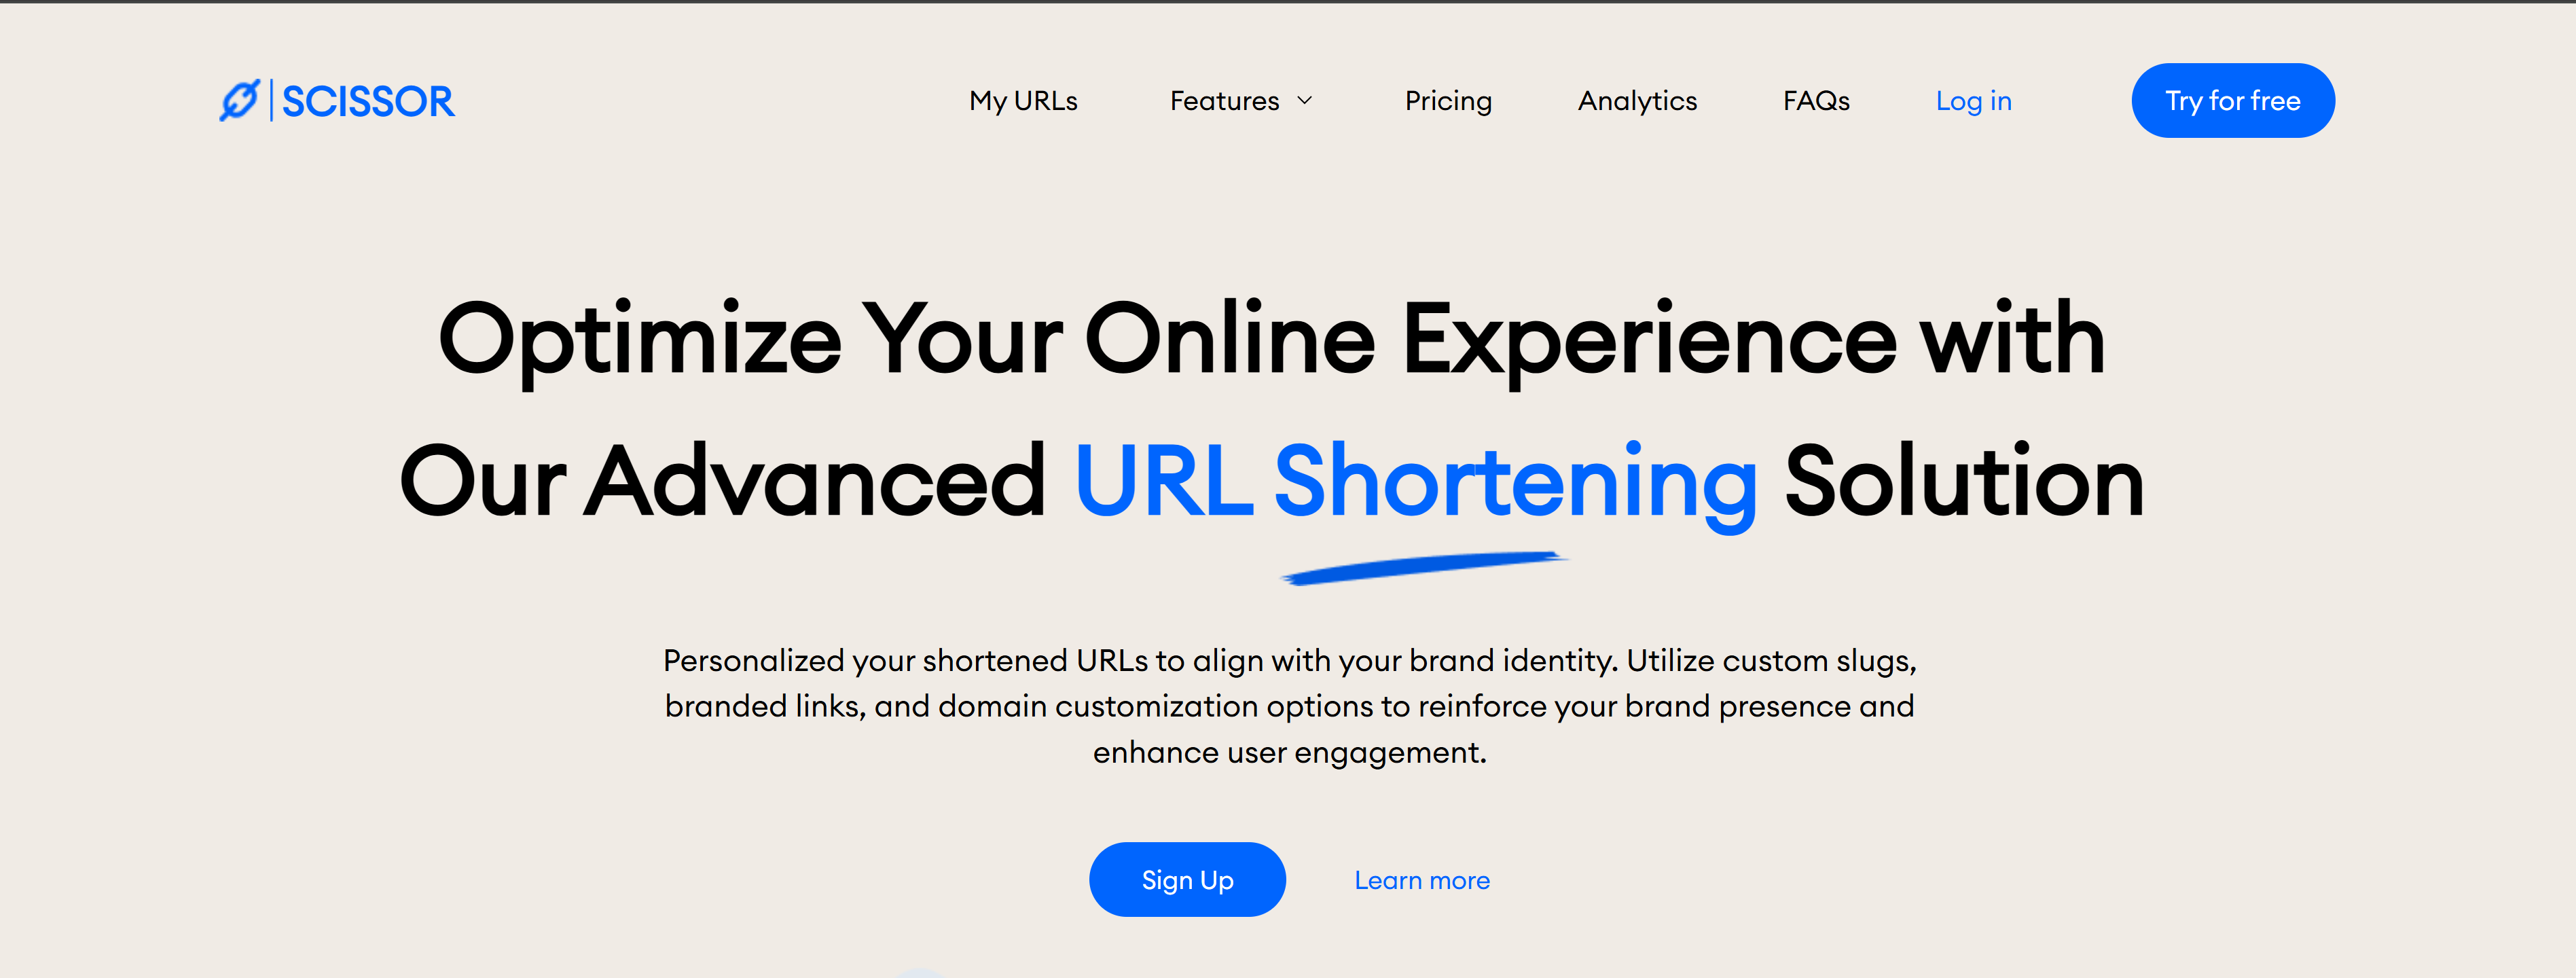 SCISSOR
My URLs
Features
Pricing
Analytics
FAQs
Log in
Try for free
Optimize Your Online Experience with
Our Advanced URL Shortening Solution
Personalized your shortened URLs to align with your brand identity. Utilize custom slugs,
branded links, and domain customization options to reinforce your brand presence and
enhance user engagement.
Sign Up
Learn more